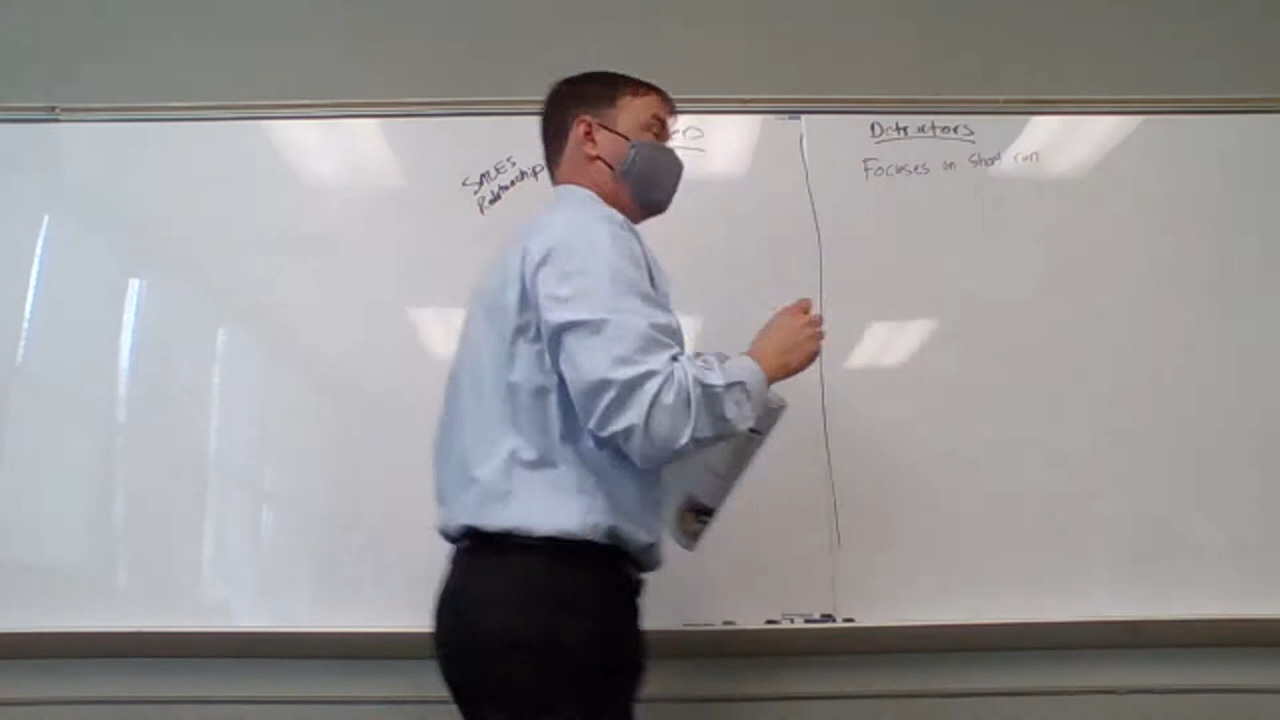 SALES
Relationship
Detractors
Focuses on short run